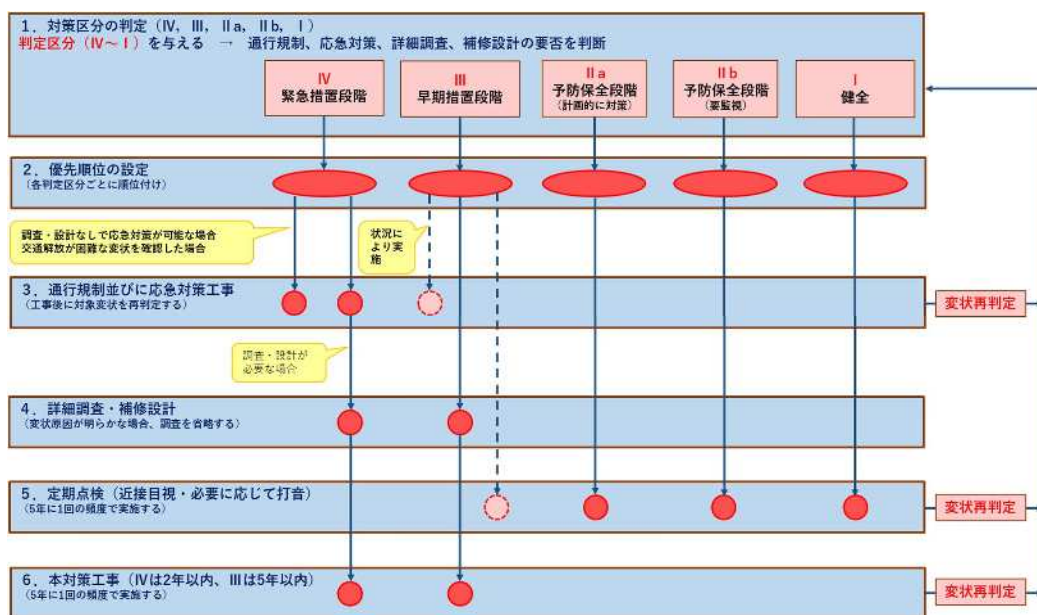 1．対策区分の判定（Ⅳ，Ⅲ，Ⅱa，Ⅱb，Ⅰ）
判定区分（Ⅳ～Ⅰ）を与える　→　通行規制、応急対策、詳細調査、補修設計の要否を判断
Ⅳ
緊急措置段階
Ⅲ
早期措置段階
Ⅱa
予防保全段階
（計画的に対策）
Ⅱb
予防保全段階
（要監視）
Ⅰ
健全
2．優先順位の設定
（各判定区分ごとに順位付け）
調査・設計なしで応急対策が可能な場合
交通解放が困難な変状を確認した場合
状況に
より実
施
3．通行規制並びに応急対策工事
（工事後に対象変状を再判定する）
変状再判定
調査・設計が
必要な場合
4．詳細調査・補修設計
（変状原因が明らかな場合、調査を省略する）
5．定期点検（近接目視・必要に応じて打音）
（5年に1回の頻度で実施する）
変状再判定
6．本対策工事（Ⅳは2年以内、Ⅲは5年以内）
（5年に1回の頻度で実施する）
変状再判定